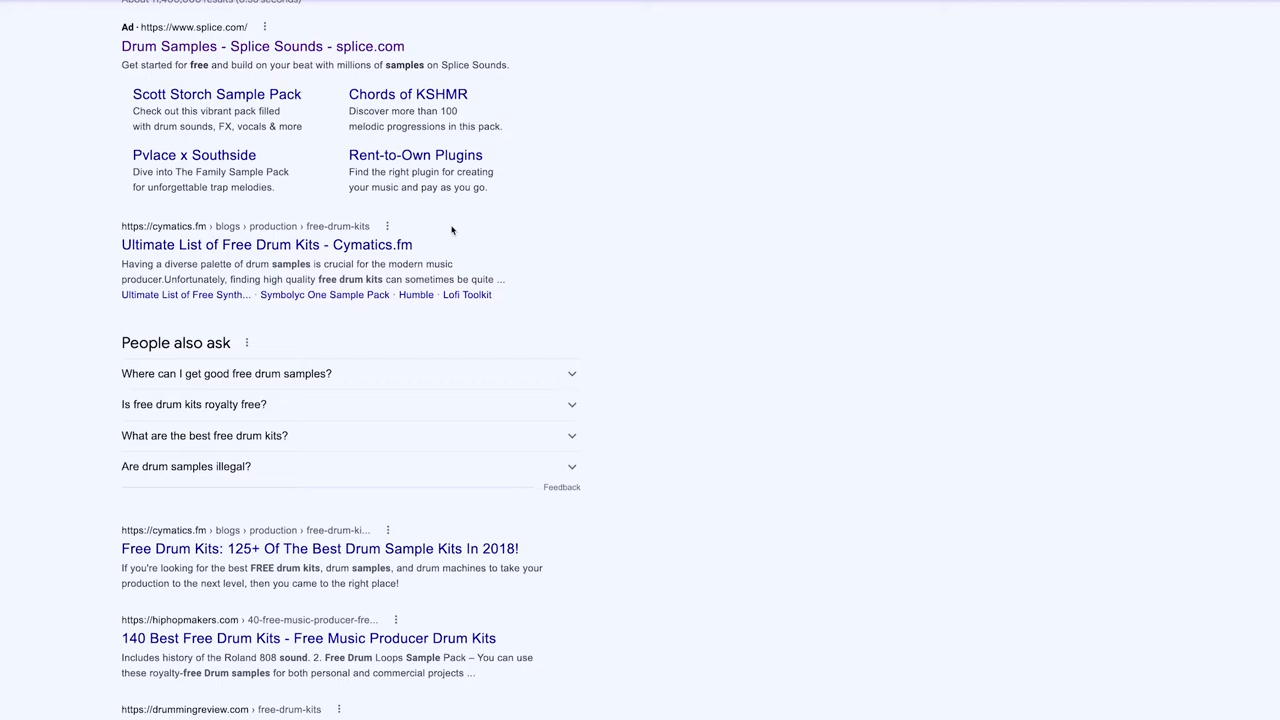 Ad · https://www.splice.com/
Drum Samples - Splice Sounds - splice.com
Get started for free and build on your beat with millions of samples on Splice Sounds.
Scott Storch Sample Pack
Check out this vibrant pack filled
with drum sounds, FX, vocals & more
Chords of KSHMR
Discover more than 100
melodic progressions in this pack.
Pvlace x Southside
Dive into The Family Sample Pack
for unforgettable trap melodies.
Rent-to-Own Plugins
Find the right plugin for creating
your music and pay as you go.
https://cymatics.fm › blogs › production › free-drum-kits
Ultimate List of Free Drum Kits - Cymatics.fm
Having a diverse palette of drum samples is crucial for the modern music
producer.Unfortunately, finding high quality free drum kits can sometimes be quite ...
Ultimate List of Free Synth... · Symbolyc One Sample Pack · Humble · Lofi Toolkit
People also ask
Where can I get good free drum samples?
Is free drum kits royalty free?
What are the best free drum kits?
Are drum samples illegal?
Feedback
https://cymatics.fm › blogs › production › free-drum-ki...
Free Drum Kits: 125+ Of The Best Drum Sample Kits In 2018!
If you're looking for the best FREE drum kits, drum samples, and drum machines to take your
production to the next level, then you came to the right place!
https://hiphopmakers.com › 40-free-music-producer-fre...
140 Best Free Drum Kits - Free Music Producer Drum Kits
Includes history of the Roland 808 sound. 2. Free Drum Loops Sample Pack – You can use
these royalty-free Drum samples for both personal and commercial projects ...
https://drummingreview.com › free-drum-kits